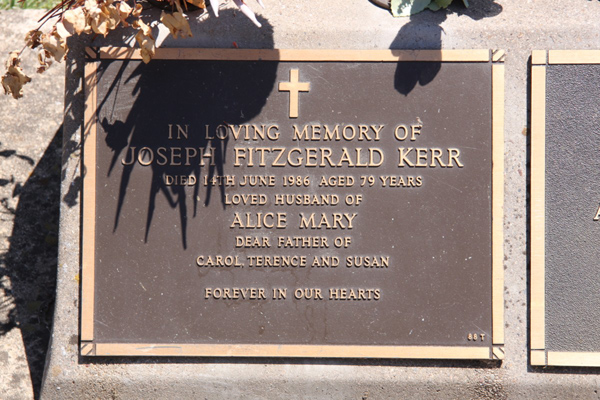 IN LOVING MEMORY OF
JOSEPH FITZGERALD KERR
DIED 14TH JUNE 1986 AGED 79 YEARS
LOVED HUSBAND OF
ALICE MARY
DEAR FATHER OF
CAROL, TERENCE AND SUSAN
FOREVER IN OUR HEARTS
88 T